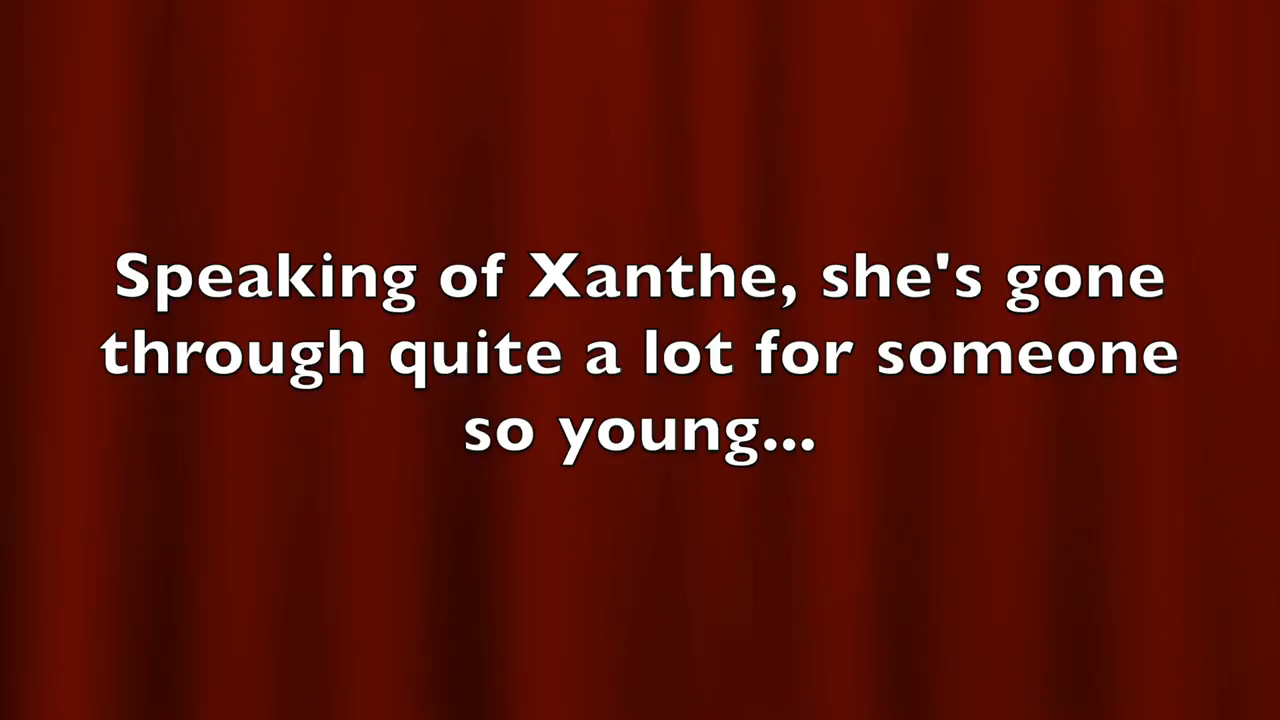 Speaking of Xanthe, she's gone
through quite a lot for someone
so young...